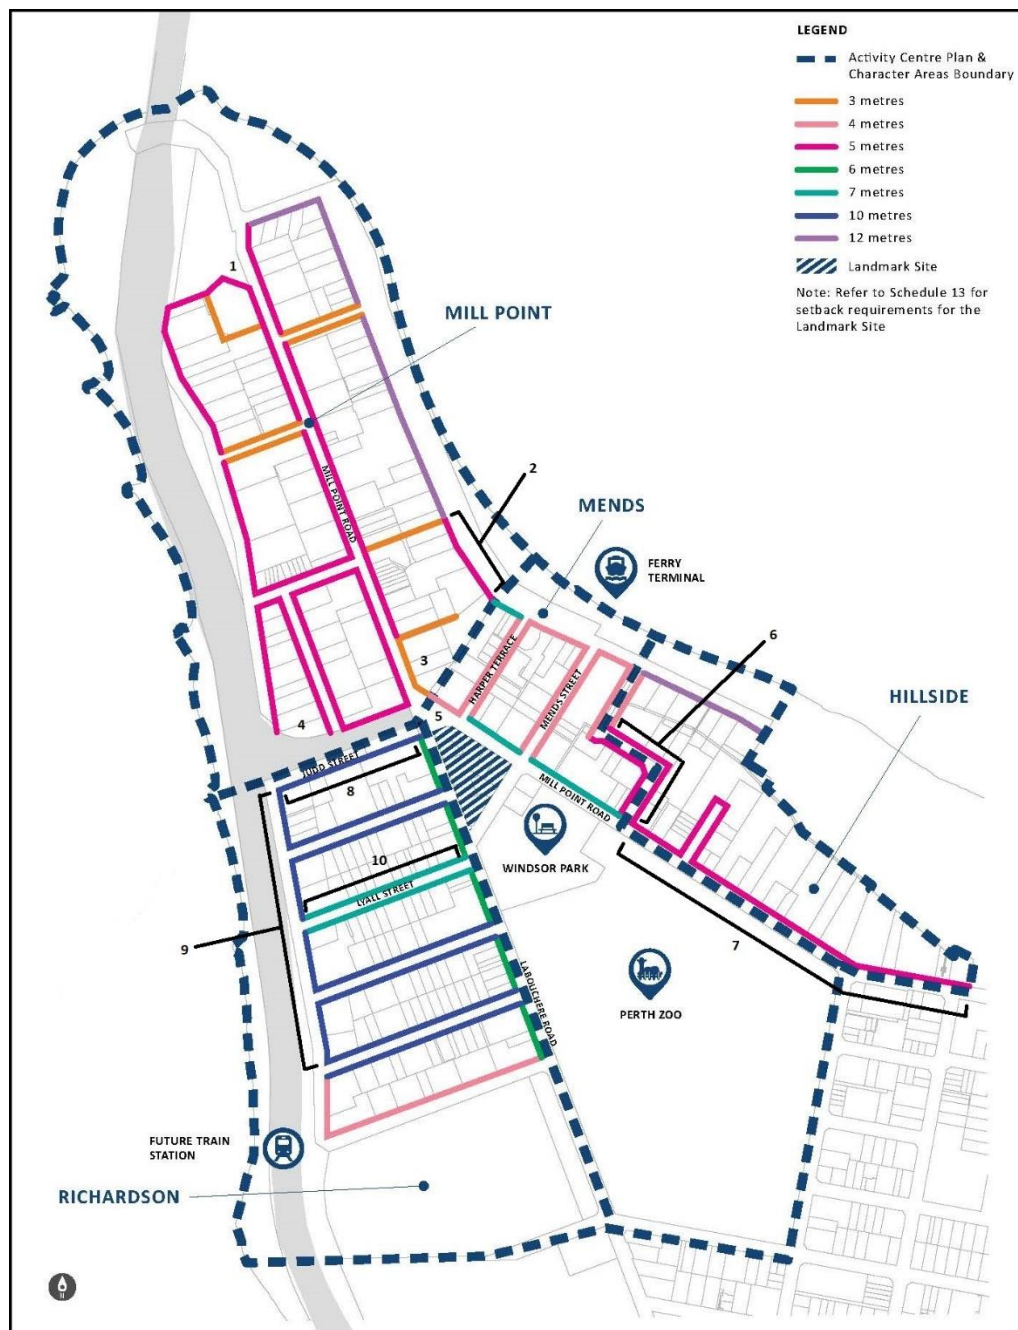 LEGEND
Activity Centre Plan &
Character Areas Boundary
3 metres
4 metres
5 metres
6 metres
7 metres
10 metres
12 metres
Landmark Site
Note: Refer to Schedule 13 for
setback requirements for the
Landmark Site
1
MILL POINT
2
MENDS
MILL POINT ROAD
FERRY
TERMINAL
6
HARPER TERRACE
3
HILLSIDE
MENDS STREET
4
5
JUDD STREET
8
MILL POINT ROAD
WINDSOR PARK
10
LYALL STREET
9
7
LABOUCHERE ROAD
PERTH ZOO
FUTURE TRAIN
STATION
RICHARDSON
N